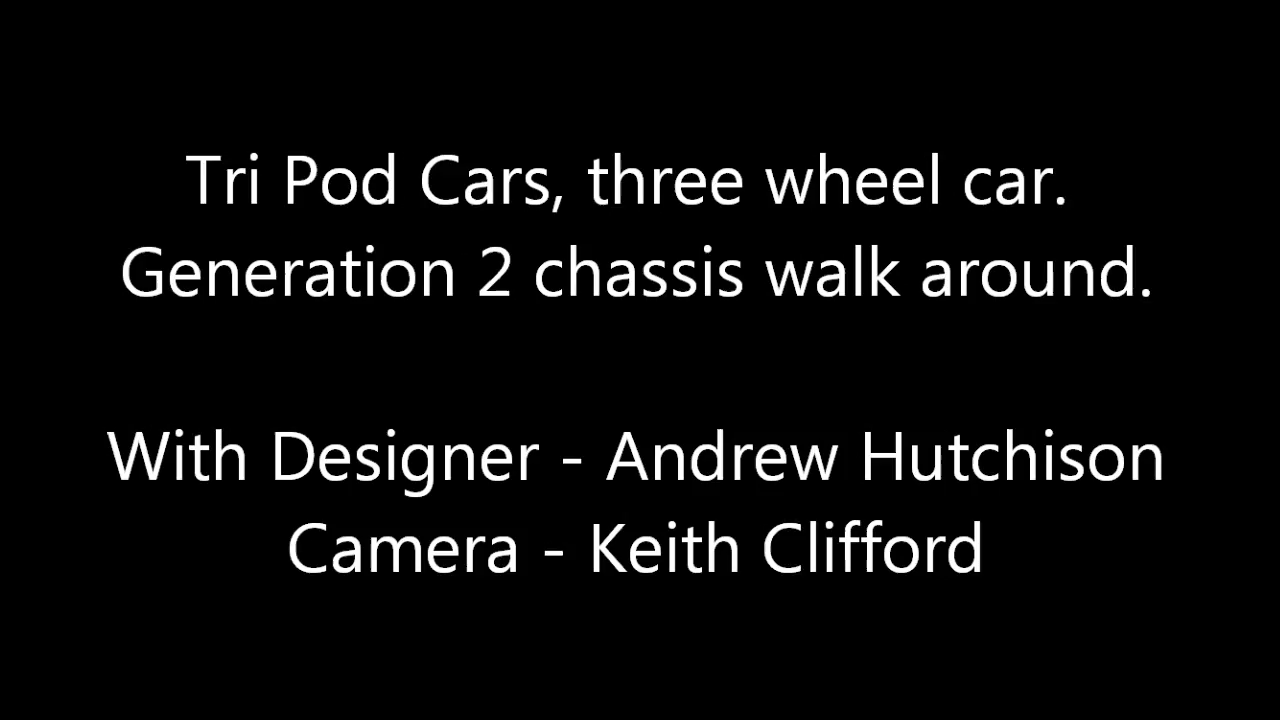 Tri Pod Cars, three wheel car.
Generation 2 chassis walk around.
With Designer - Andrew Hutchison
Camera - Keith Clifford